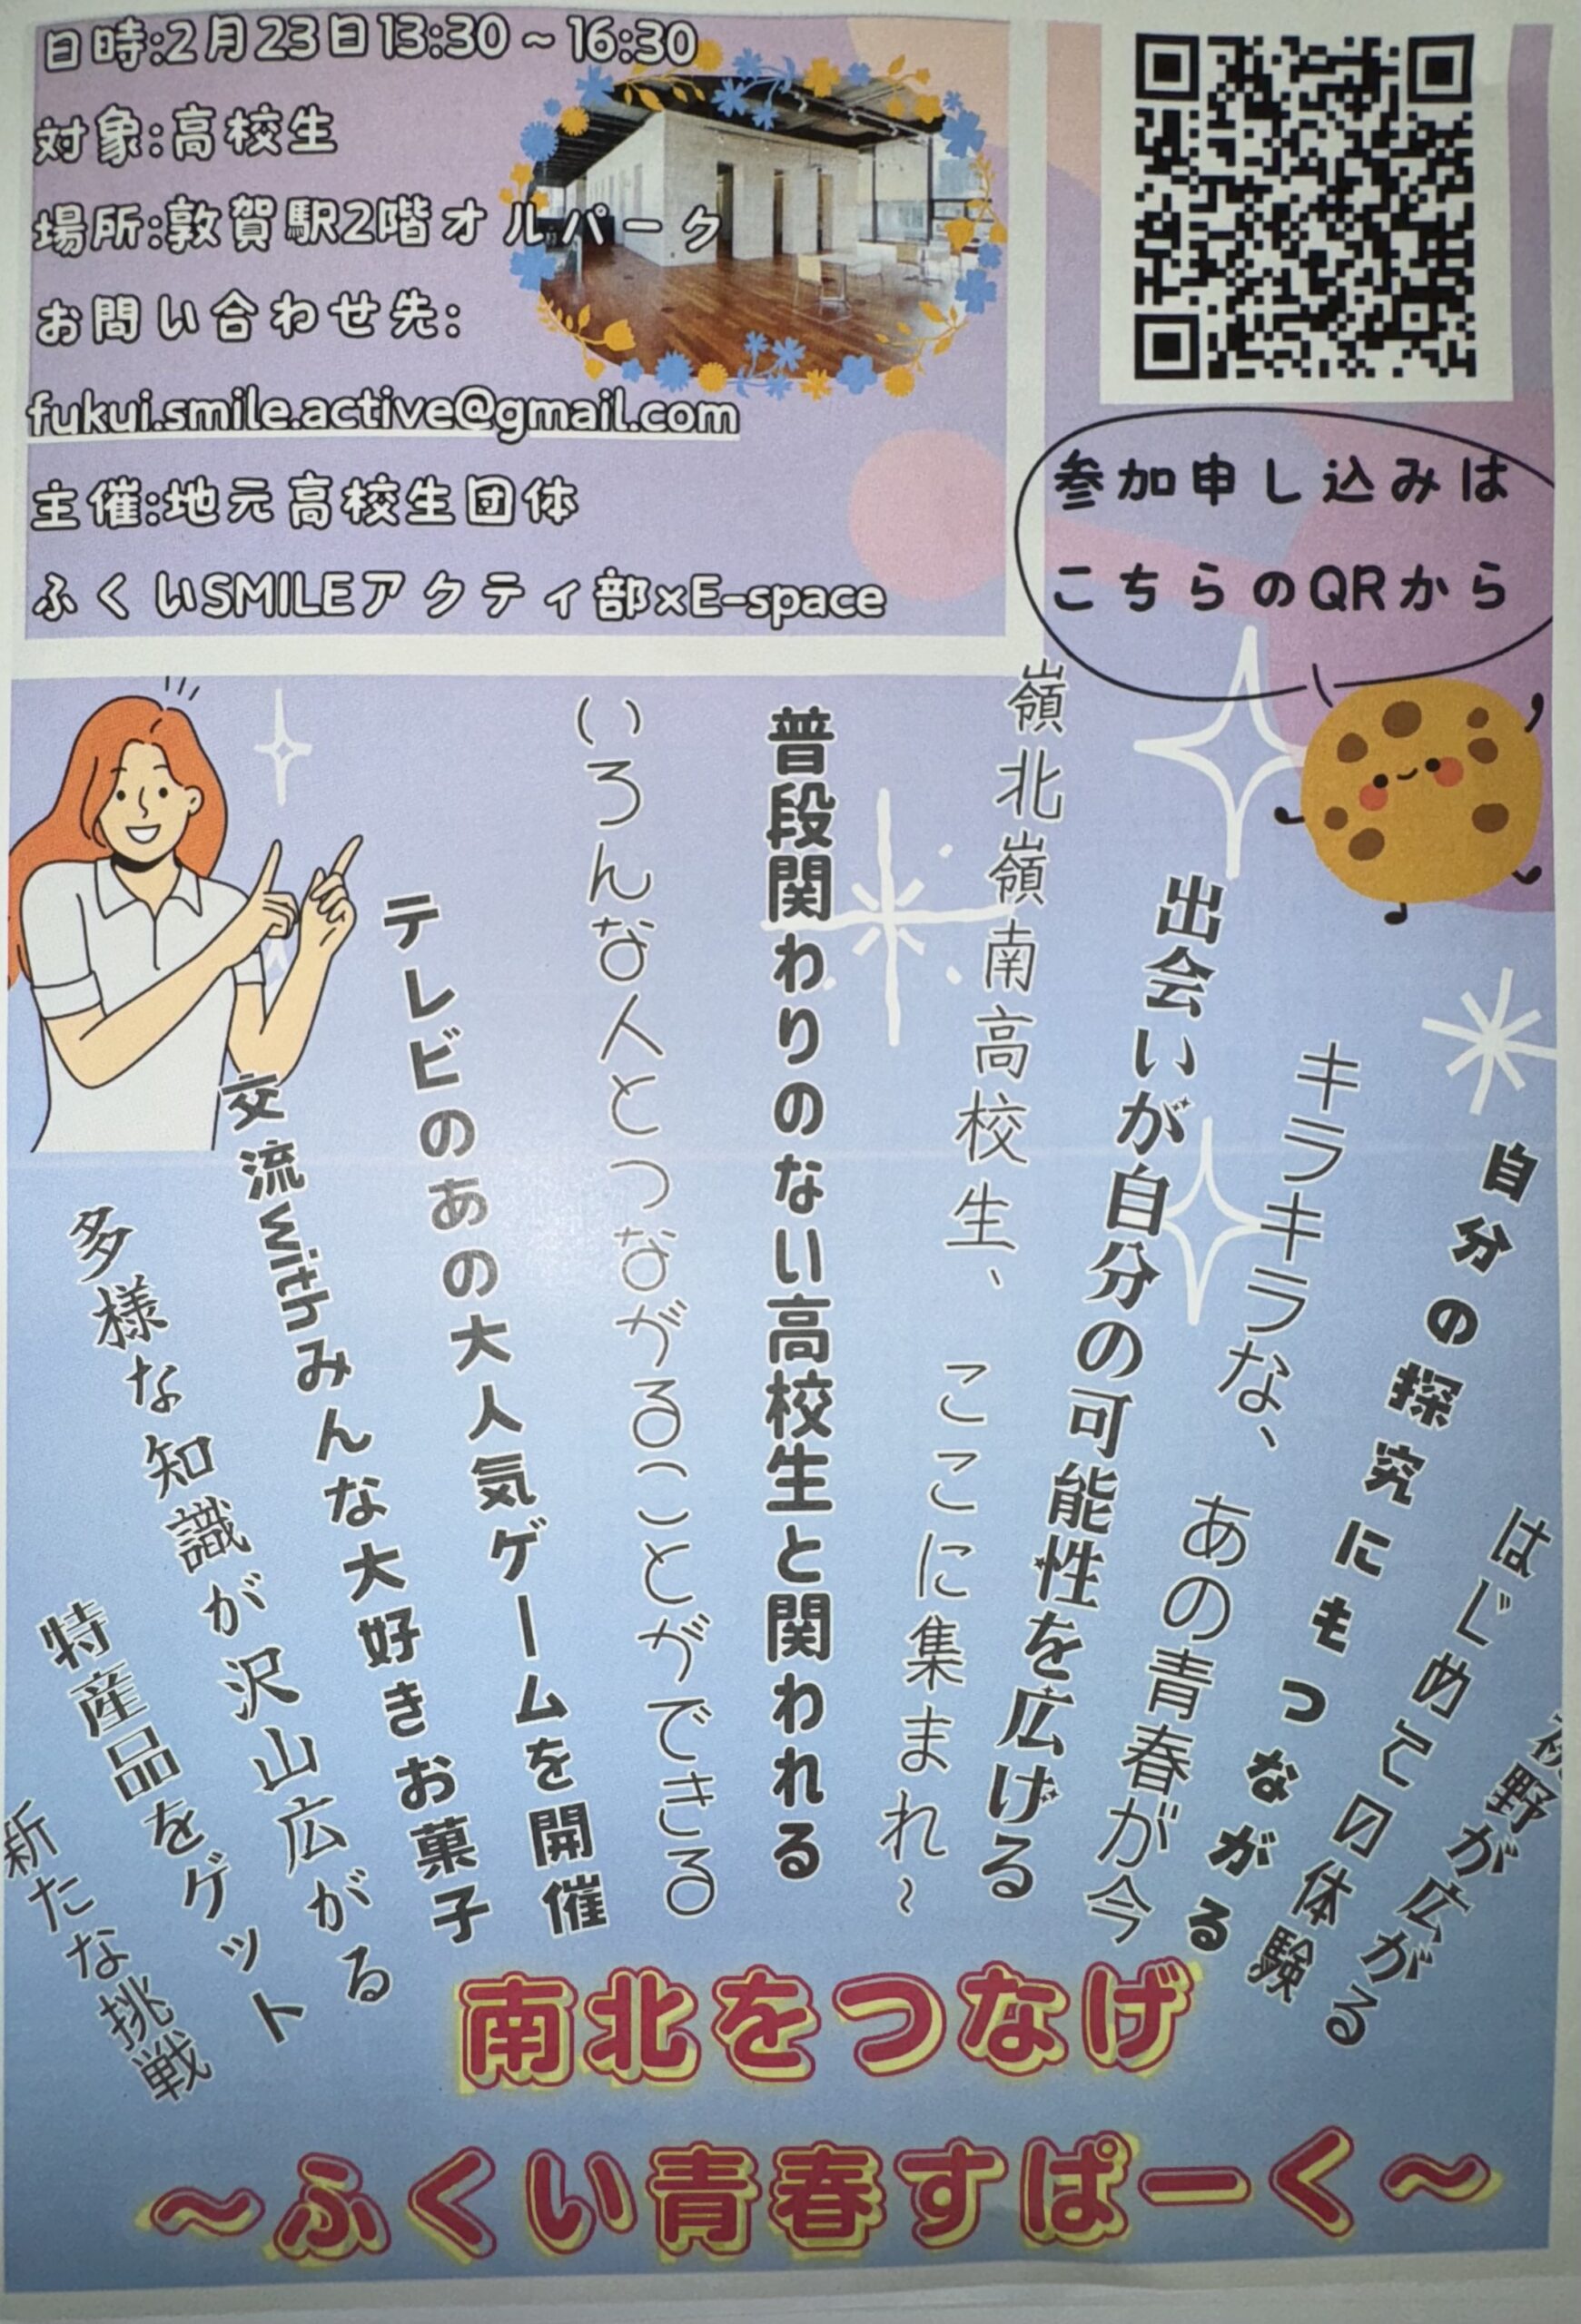 日時:2月23日13:30~16:30
対象:高校生
場所:敦賀駅2階オルパーク
お問い合わせ先:
fukui.smile.active@gmail.com
主催:地元高校生団体
ふくいSMILEアクティ部×E-space
参加申し込みは
こちらのQRから
視野が広がる
はじめての体験
自分の探究にもつながる
キラキラな、あの青春が今
出会いが自分の可能性を広げる
嶺北嶺南高校生、ここに集まれ~
普段関わりのない高校生と関われる
いろんな人とつながることができる
テレビのあの大人気ゲームを開催
交流withみんな大好きお菓子
多様な知識が沢山広がる
特産品をゲット
新たな挑戦
南北をつなげ
~ふくい青春すぱーく~